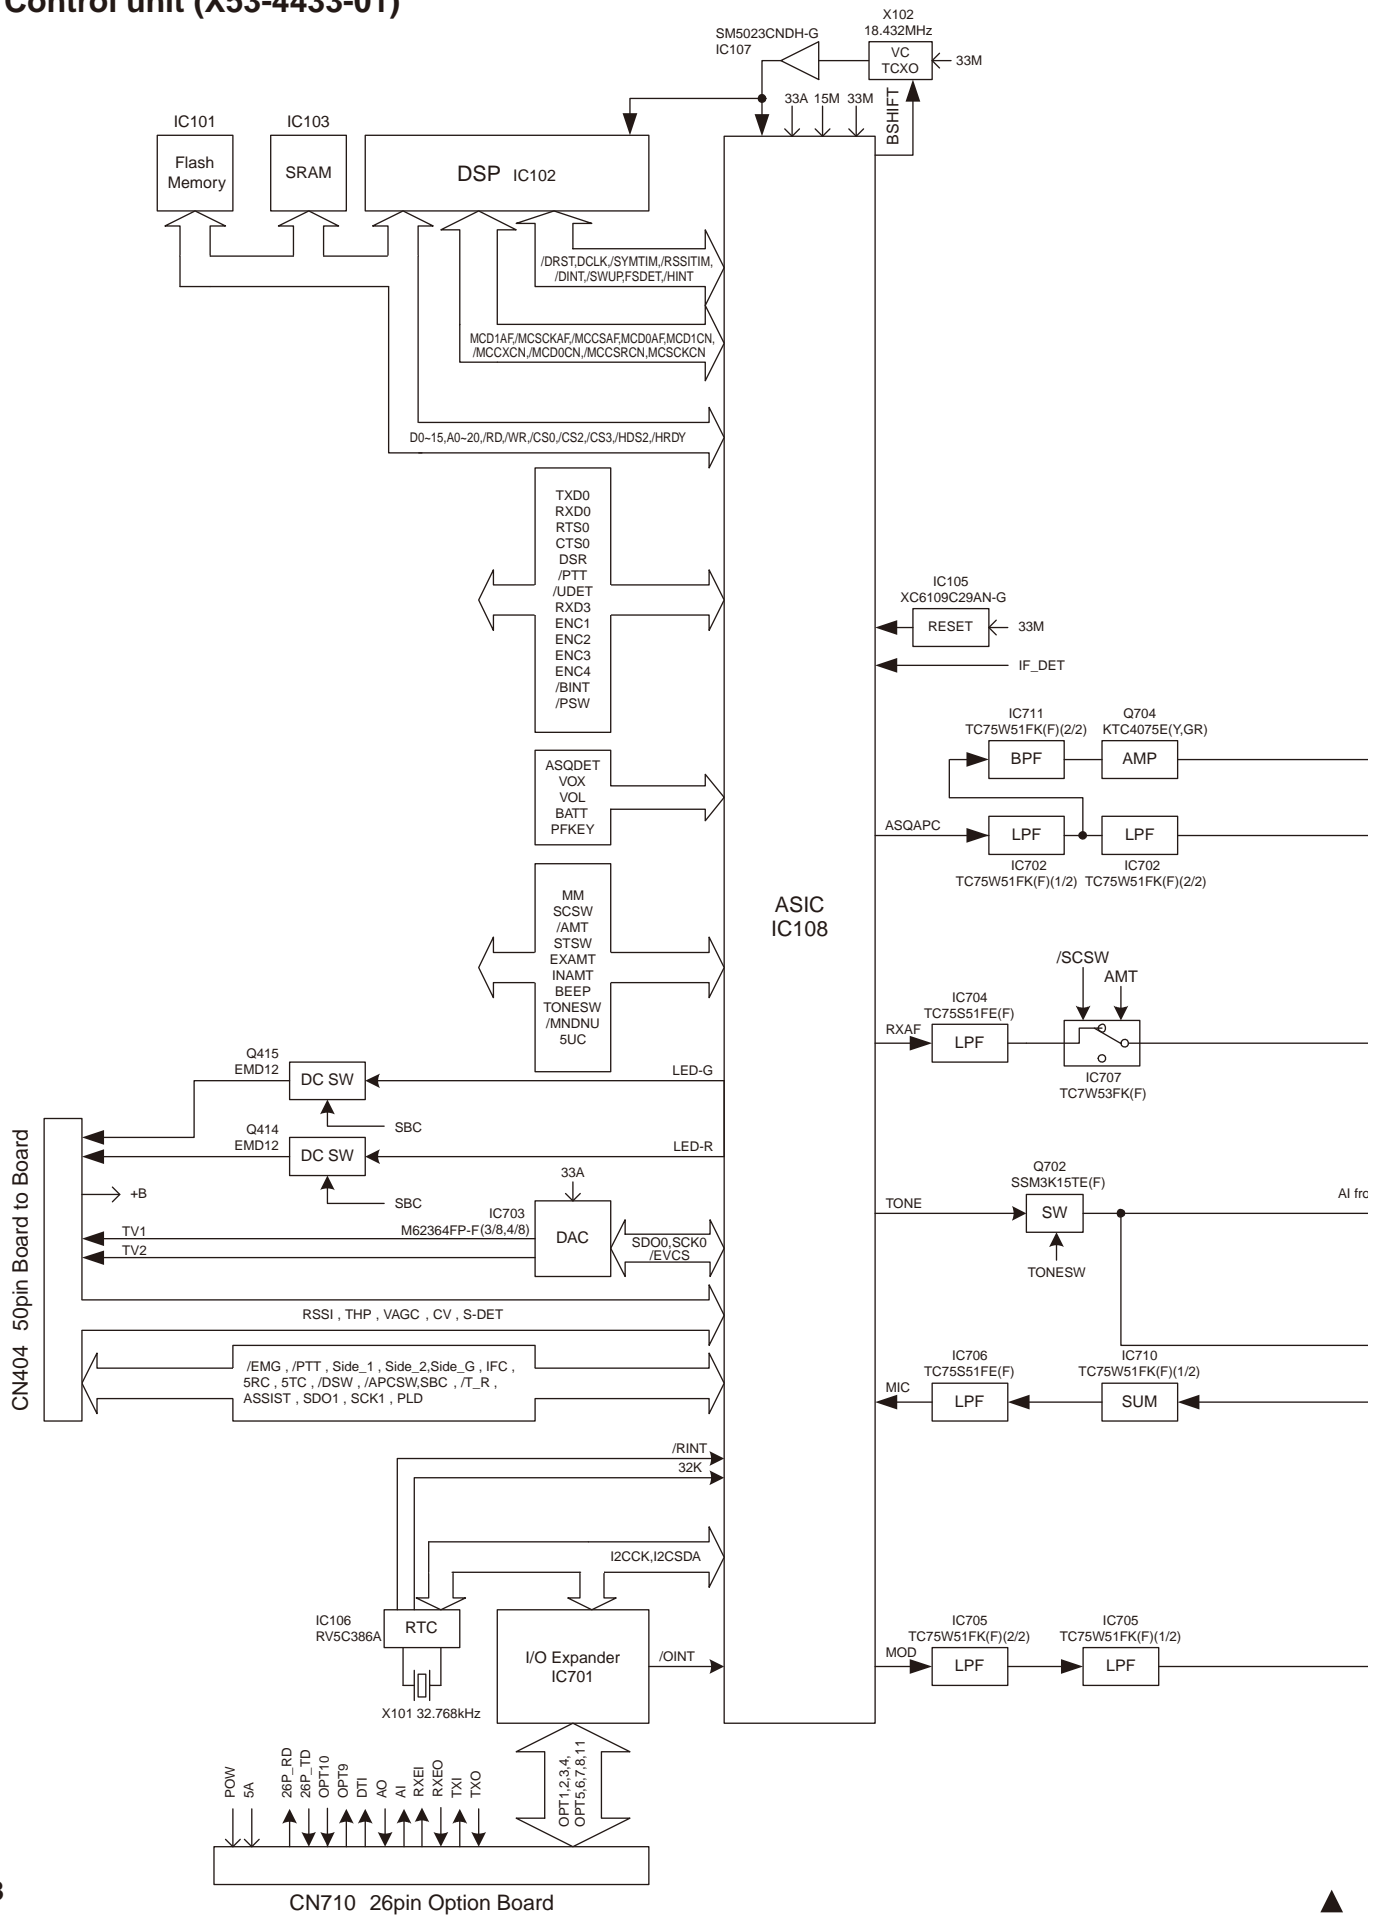 Control unit (X53-4433-01)
X102
18.432MHz
SM5023CNDH-G
IC107
VC
TCXO
33M
33A 15M 33M
BSHIFT
IC101
IC103
Flash
Memory
SRAM
DSP IC102
/DRST,DCLK,/SYMTIM,/RSSITIM,
/DINT,/SWUP,FSDET,/HINT
MCD1AF,/MCSCKAF,/MCCSAF,MCD0AF,MCD1CN,
/MCCXCN,/MCD0CN,/MCCSRCN,MCSCKCN
D0~15,A0~20,/RD,/WR,/CS0,/CS2,/CS3,/HDS2,/HRDY
TXD0
RXD0
RTS0
CTS0
DSR
/PTT
/UDET
RXD3
ENC1
ENC2
ENC3
ENC4
/BINT
/PSW
IC105
XC6109C29AN-G
RESET
33M
IF_DET
IC711
TC75W51FK(F)(2/2)
BPF
Q704
KTC4075E(Y,GR)
AMP
ASQDET
VOX
VOL
BATT
PFKEY
ASQAPC
LPF
LPF
IC702
TC75W51FK(F)(1/2)
IC702
TC75W51FK(F)(2/2)
ASIC
IC108
MM
SCSW
/AMT
STSW
EXAMT
INAMT
BEEP
TONESW
/MNDNU
5UC
/SCSW
AMT
IC704
TC75S51FE(F)
RXAF
LPF
IC707
TC7W53FK(F)
Q415
EMD12
DC SW
LED-G
SBC
Q414
EMD12
DC SW
LED-R
SBC
CN404 50pin Board to Board
+B
33A
IC703
M62364FP-F(3/8,4/8)
DAC
TV1
TV2
SDO0,SCK0
/EVCS
Q702
SSM3K15TE(F)
TONE
SW
TONESW
AI fro
RSSI , THP , VAGC , CV , S-DET
/EMG , /PTT , Side_1 , Side_2,Side_G , IFC ,
5RC , 5TC , /DSW , /APCSW,SBC , /T_R ,
ASSIST , SDO1 , SCK1 , PLD
IC706
TC75S51FE(F)
MIC
LPF
IC710
TC75W51FK(F)(1/2)
SUM
/RINT
32K
I2CCK,I2CSDA
IC106
RV5C386A
RTC
X101 32.768kHz
I/O Expander
IC701
/OINT
IC705
TC75W51FK(F)(2/2)
MOD
LPF
IC705
TC75W51FK(F)(1/2)
LPF
POW
5A
26P_RD
26P_TD
OPT10
OPT9
DTI
AO
AI
RXEI
RXEO
TXI
TXO
OPT1,2,3,4,
OPT5,6,7,8,11
CN710 26pin Option Board